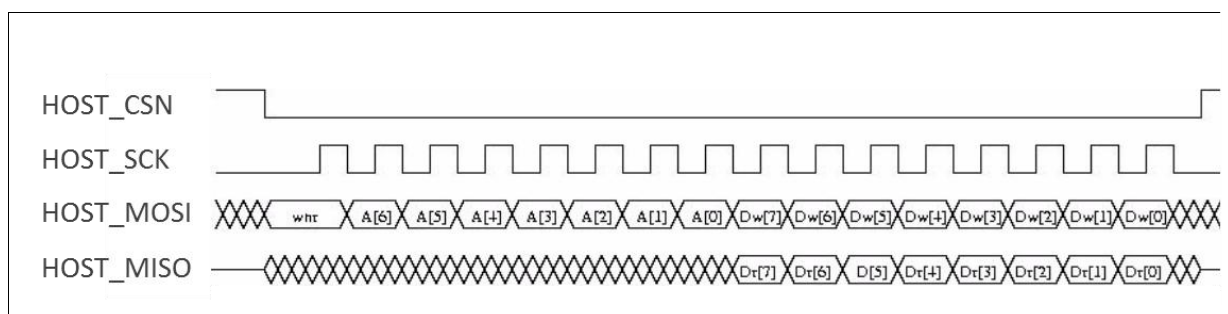 HOST_CSN
HOST_SCK
HOST_MOSI whr A[6] A[5] A[4] A[3] A[2] A[1] A[0] Dw[7] Dw[6] Dw[5] Dw[4] Dw[3] Dw[2] Dw[1] Dw[0]
HOST_MISO Dr[7] Dr[6] D[5] Dr[4] Dr[3] Dr[2] Dr[1] Dr[0]